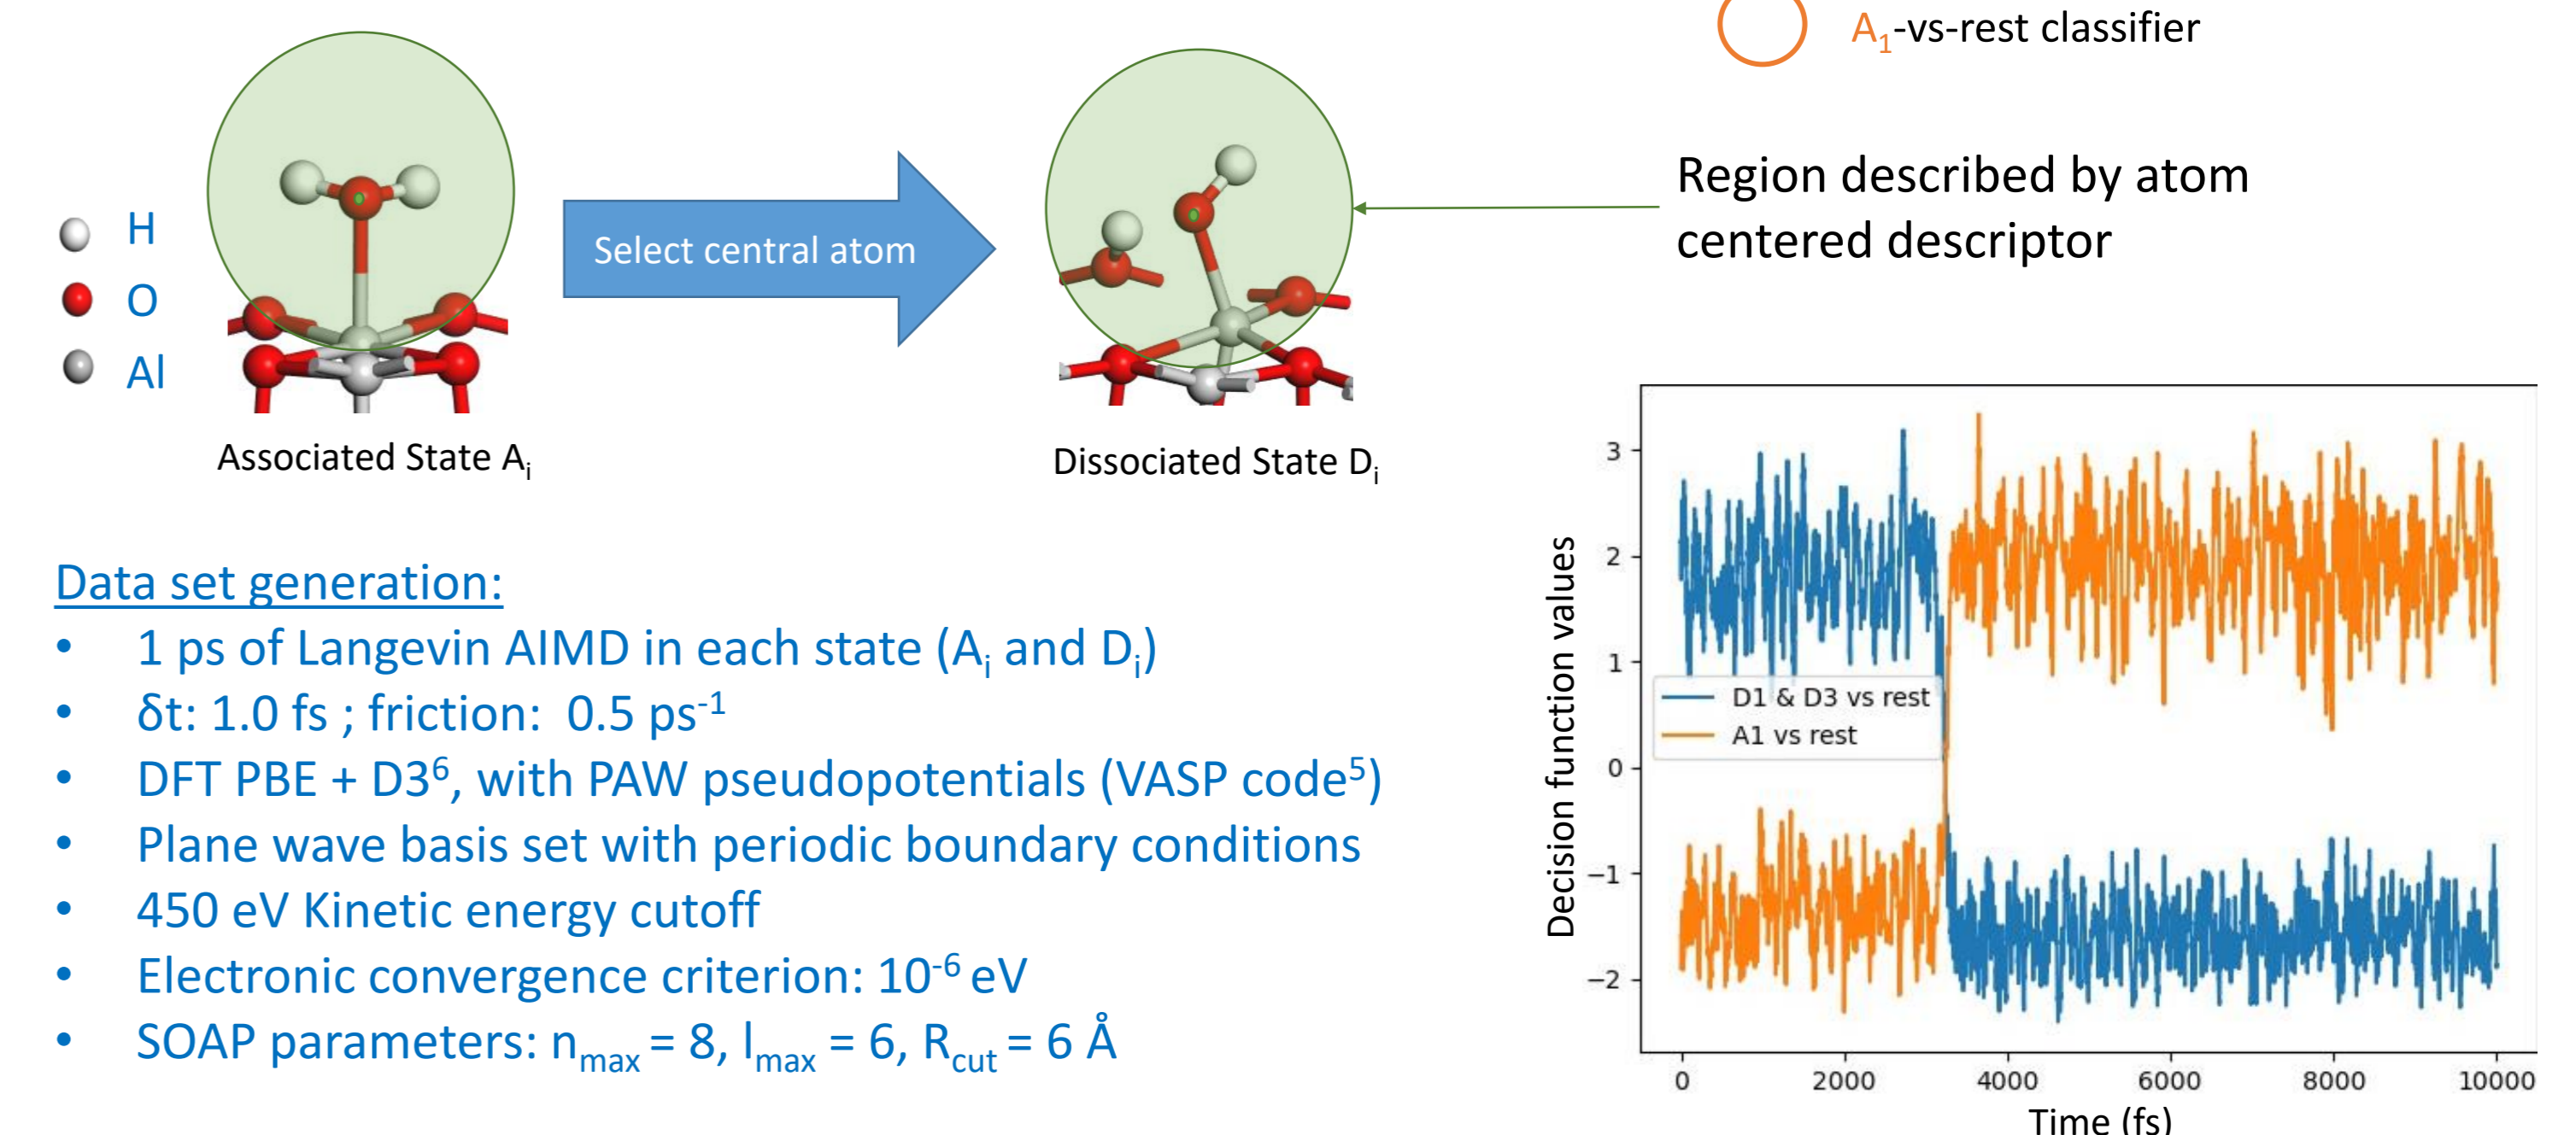 A₁-vs-rest classifier
H
O
Al
Select central atom
Region described by atom
centered descriptor
Associated State Aᵢ
Dissociated State Dᵢ
Data set generation:
• 1 ps of Langevin AIMD in each state (Aᵢ and Dᵢ)
• δt: 1.0 fs ; friction: 0.5 ps⁻¹
• DFT PBE + D3⁶, with PAW pseudopotentials (VASP code⁵)
• Plane wave basis set with periodic boundary conditions
• 450 eV Kinetic energy cutoff
• Electronic convergence criterion: 10⁻⁶ eV
• SOAP parameters: nmax = 8, lmax = 6, Rcut = 6 Å
Decision function values
3
2
1
0
−1
−2
D1 & D3 vs rest
A1 vs rest
0 2000 4000 6000 8000 10000
Time (fs)